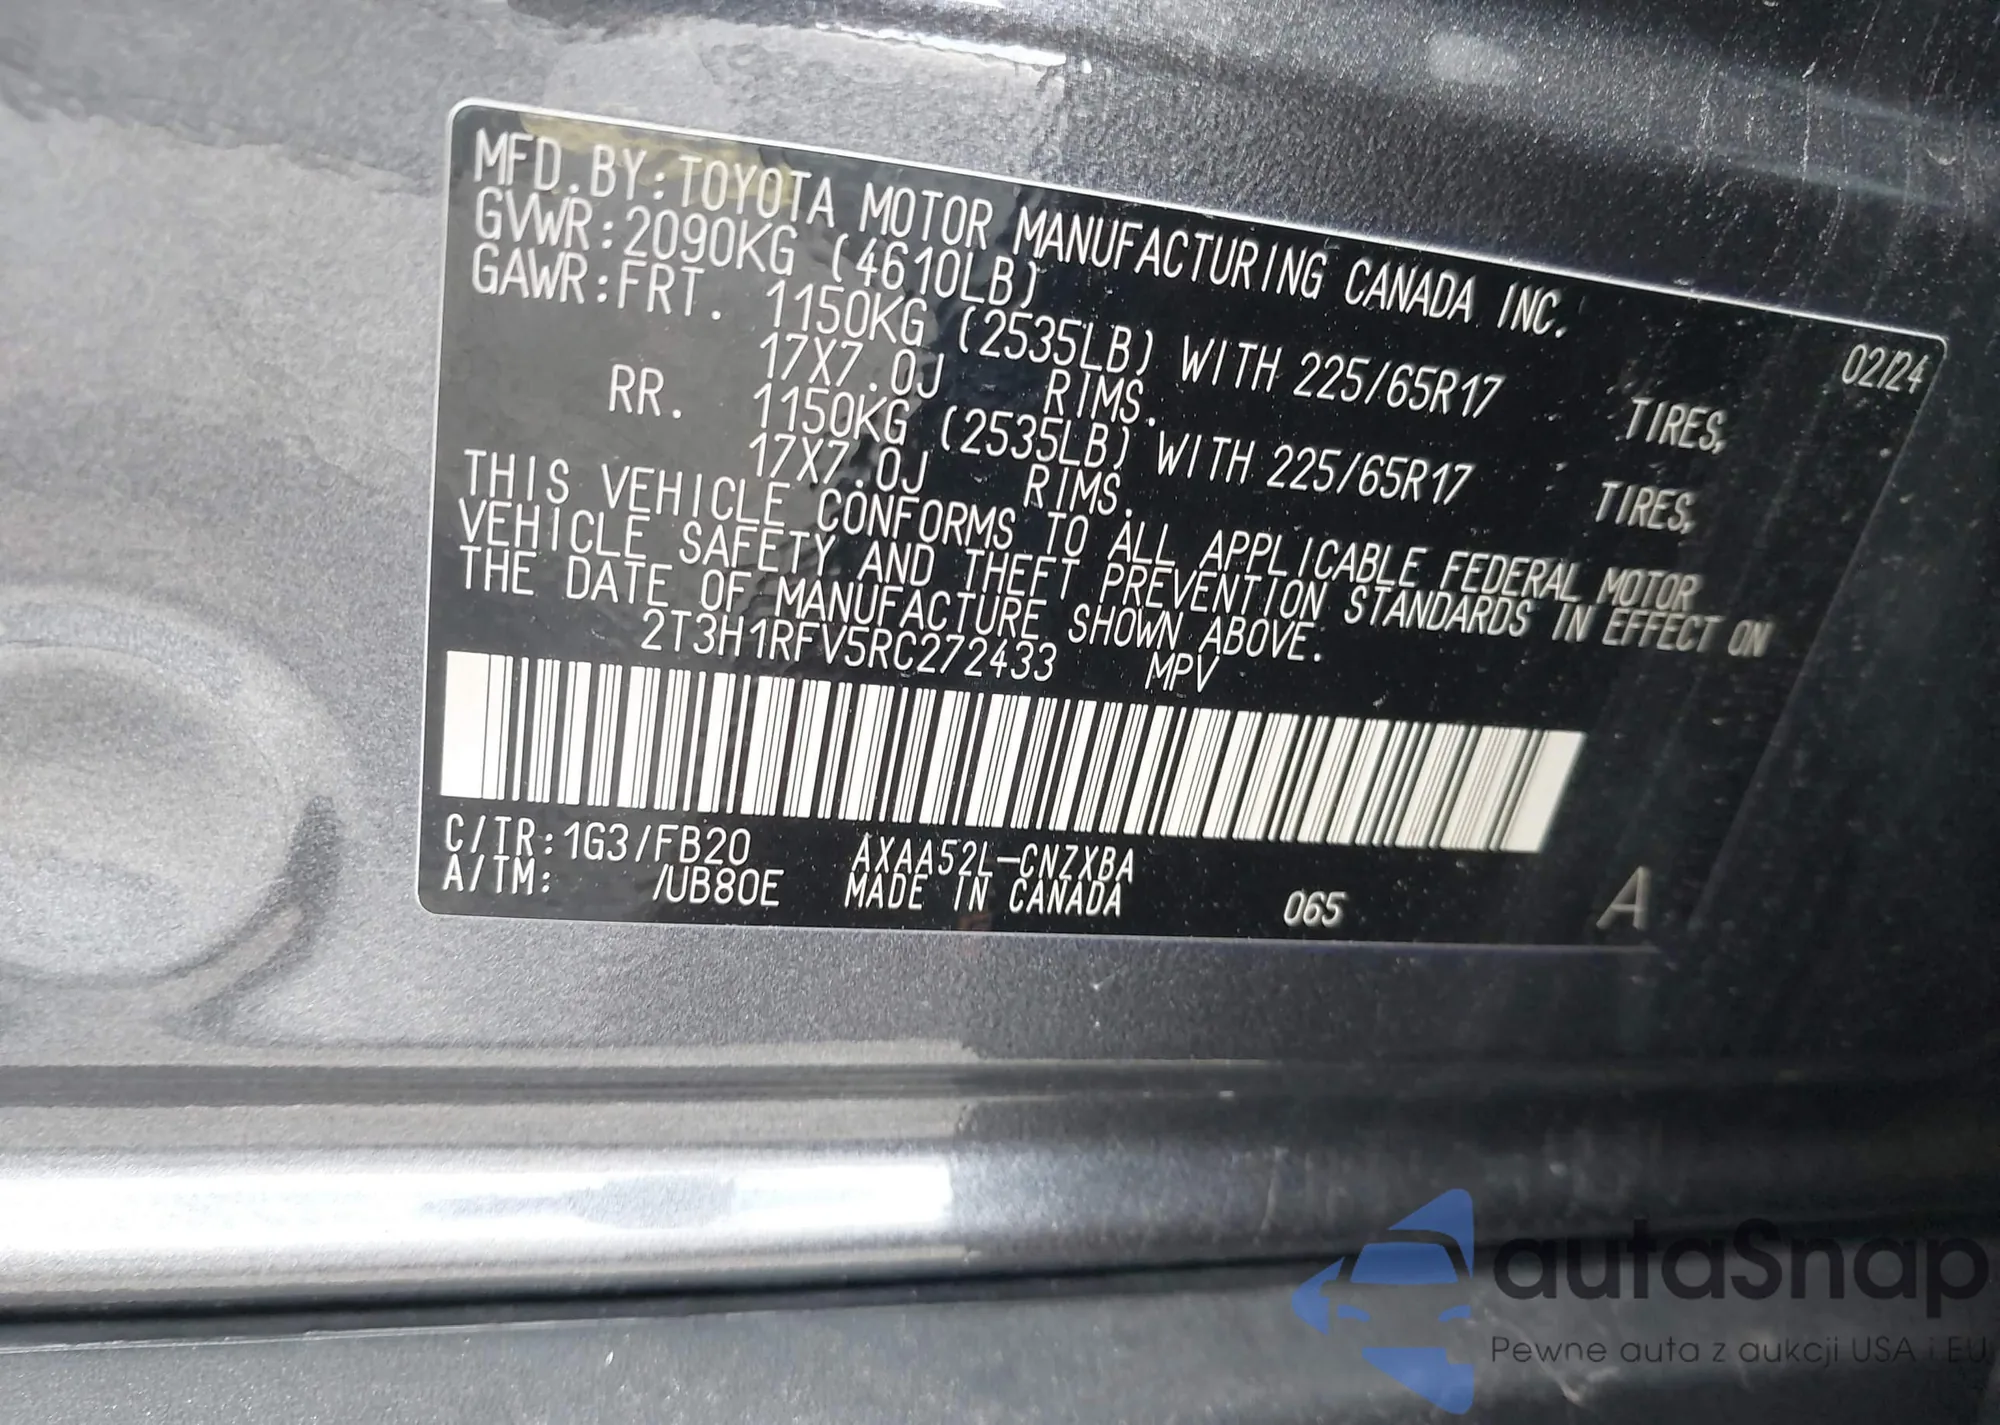 MFD.BY:TOYOTA MOTOR MANUFACTURING CANADA INC. 02/24
GVWR:2090KG (4610LB)
GAWR:FRT. 1150KG (2535LB) WITH 225/65R17 TIRES,
17X7.0J RIMS.
RR. 1150KG (2535LB) WITH 225/65R17 TIRES,
17X7.0J RIMS.
THIS VEHICLE CONFORMS TO ALL APPLICABLE FEDERAL MOTOR
VEHICLE SAFETY AND THEFT PREVENTION STANDARDS IN EFFECT ON
THE DATE OF MANUFACTURE SHOWN ABOVE.
2T3H1RFV5RC272433 MPV
C/TR:1G3/FB20 AXAA52L-CNZXBA
A/TM: /UB80E MADE IN CANADA 065 A
autaSnap
Pewne auta z aukcji USA i EU